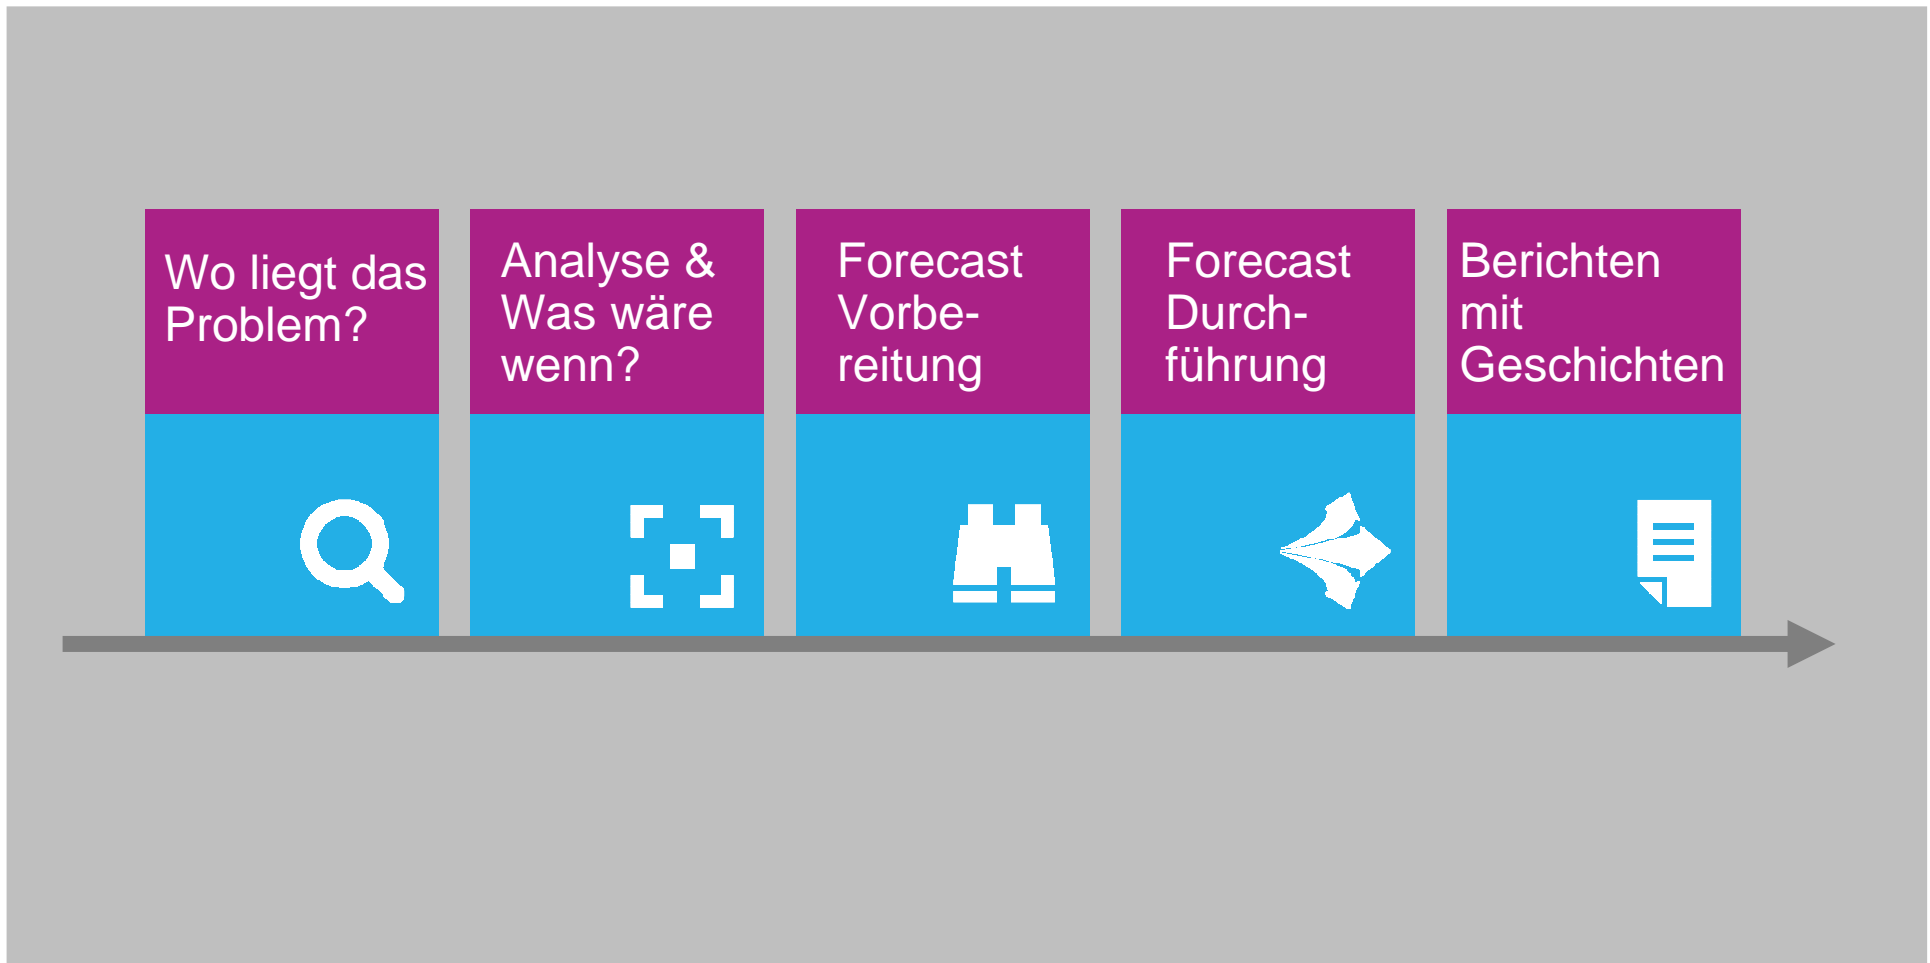 Wo liegt das
Problem?
Analyse &
Was wäre
wenn?
Forecast
Vorbe-
reitung
Forecast
Durch-
führung
Berichten
mit
Geschichten